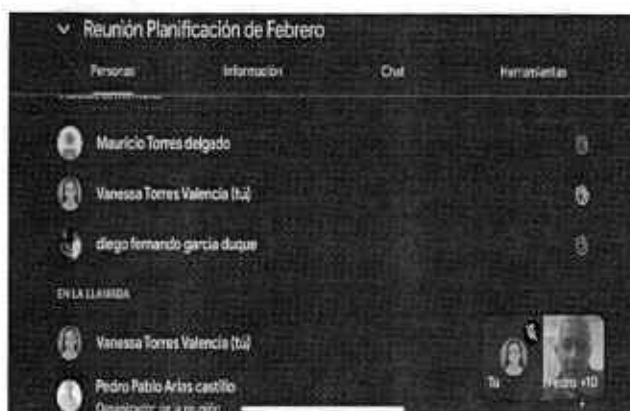 Reunión Planificación de Febrero
Personas Información Chat Herramientas
Mauricio Torres delgado
Vanessa Torres Valencia (tú)
diego fernando garcia duque
EN LA LLAMADA
Vanessa Torres Valencia (tú)
Tú Pedro +10
Pedro Pablo Arias castillo